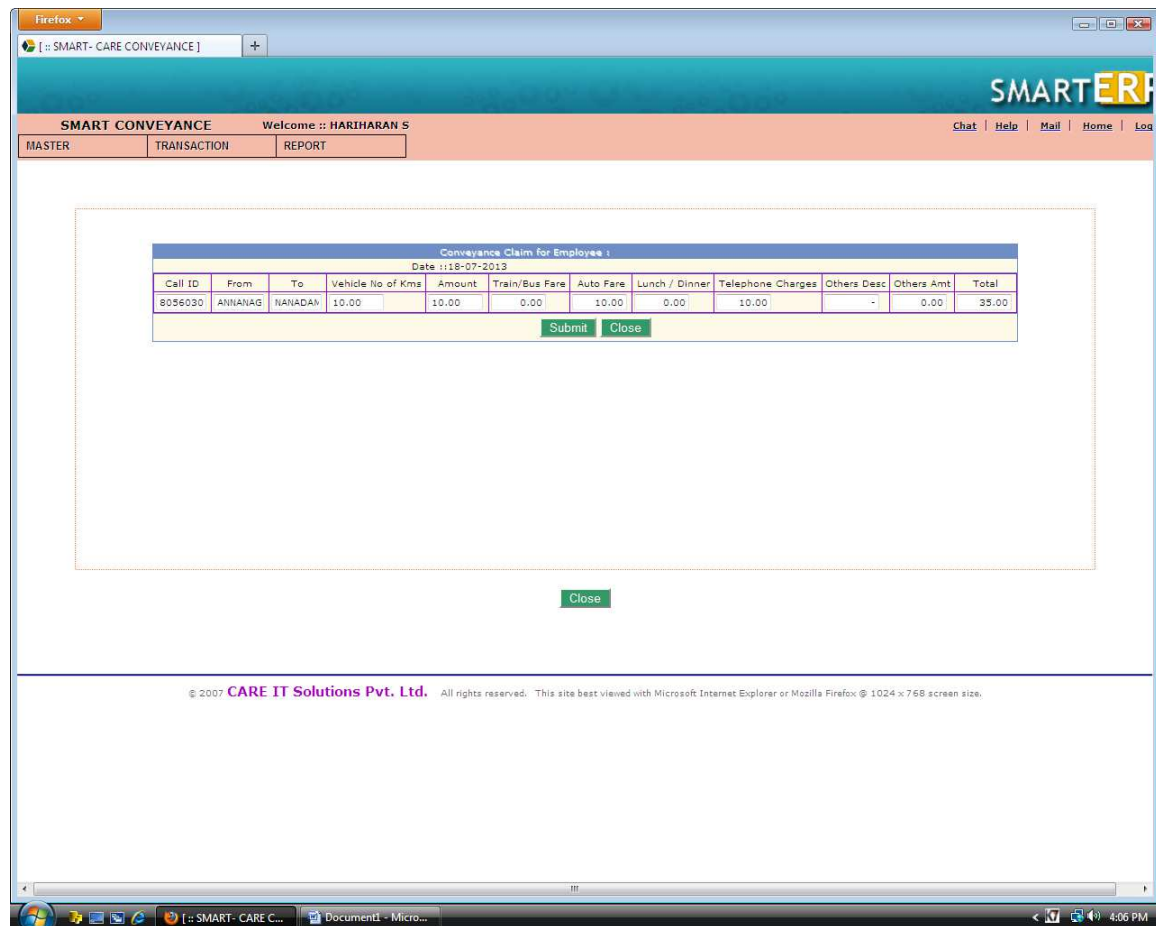 Firefox
[ :: SMART- CARE CONVEYANCE ] +
SMARTER
SMART CONVEYANCE Welcome :: HARIHARAN S Chat | Help | Mail | Home | Log
MASTER TRANSACTION REPORT
Conveyance Claim for Employee :
Date ::18-07-2013
Call ID From To Vehicle No of Kms Amount Train/Bus Fare Auto Fare Lunch / Dinner Telephone Charges Others Desc Others Amt Total
8056030 ANNANAG NANADAN 10.00 10.00 0.00 10.00 0.00 10.00 - 0.00 35.00
Submit Close
Close
© 2007 CARE IT Solutions Pvt. Ltd. All rights reserved. This site best viewed with Microsoft Internet Explorer or Mozilla Firefox @ 1024 x 768 screen size.
[ :: SMART- CARE C... Document1 - Micro... 4:06 PM